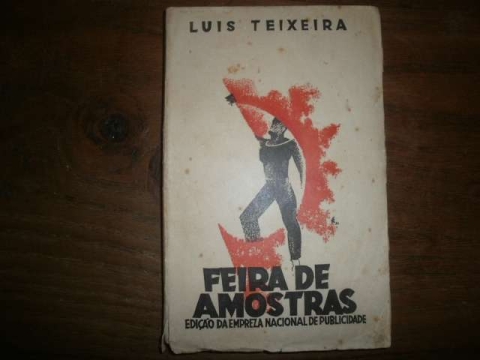 LUIS TEIXEIRA
FEIRA DE
AMOSTRAS
EDIÇÃO DA EMPREZA NACIONAL DE PUBLICIDADE